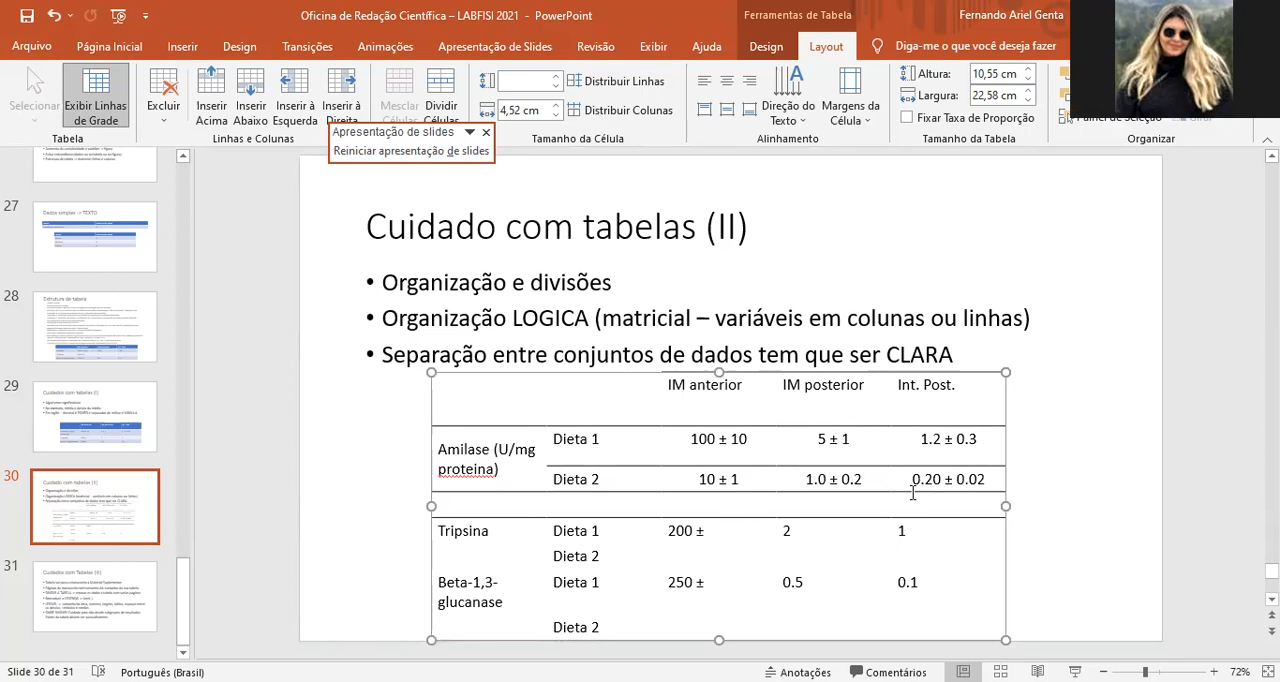 Oficina de Redação Científica – LABFISI 2021 - PowerPoint
Ferramentas de Tabela
Fernando Ariel Genta
Arquivo Página Inicial Inserir Design Transições Animações Apresentação de Slides Revisão Exibir Ajuda Design Layout Diga-me o que você deseja fazer
Selecionar
Exibir Linhas de Grade
Excluir
Inserir Acima
Inserir Abaixo
Inserir à Esquerda
Inserir à Direita
Mesclar Células
Dividir Células
4,52 cm
Distribuir Linhas
Distribuir Colunas
Direção do Texto
Margens da Célula
Altura: 10,55 cm
Largura: 22,58 cm
Fixar Taxa de Proporção
Painel de Seleção
Girar
Tabela Linhas e Colunas Tamanho da Célula Alinhamento Tamanho da Tabela Organizar
Apresentação de slides
Reiniciar apresentação de slides
27
Dados simples -> TEXTO
28
Estrutura de tabela
29
Cuidados com tabelas (I)
30
Cuidado com tabelas (II)
31
Cuidados com Tabelas (III)
Cuidado com tabelas (II)
• Organização e divisões
• Organização LOGICA (matricial – variáveis em colunas ou linhas)
• Separação entre conjuntos de dados tem que ser CLARA
IM anterior IM posterior Int. Post.
Amilase (U/mg proteina) Dieta 1 100 ± 10 5 ± 1 1.2 ± 0.3
Dieta 2 10 ± 1 1.0 ± 0.2 0.20 ± 0.02
Tripsina Dieta 1 200 ± 2 1
Dieta 2
Beta-1,3-glucanase Dieta 1 250 ± 0.5 0.1
Dieta 2
Slide 30 de 31 Português (Brasil) Anotações Comentários 72%